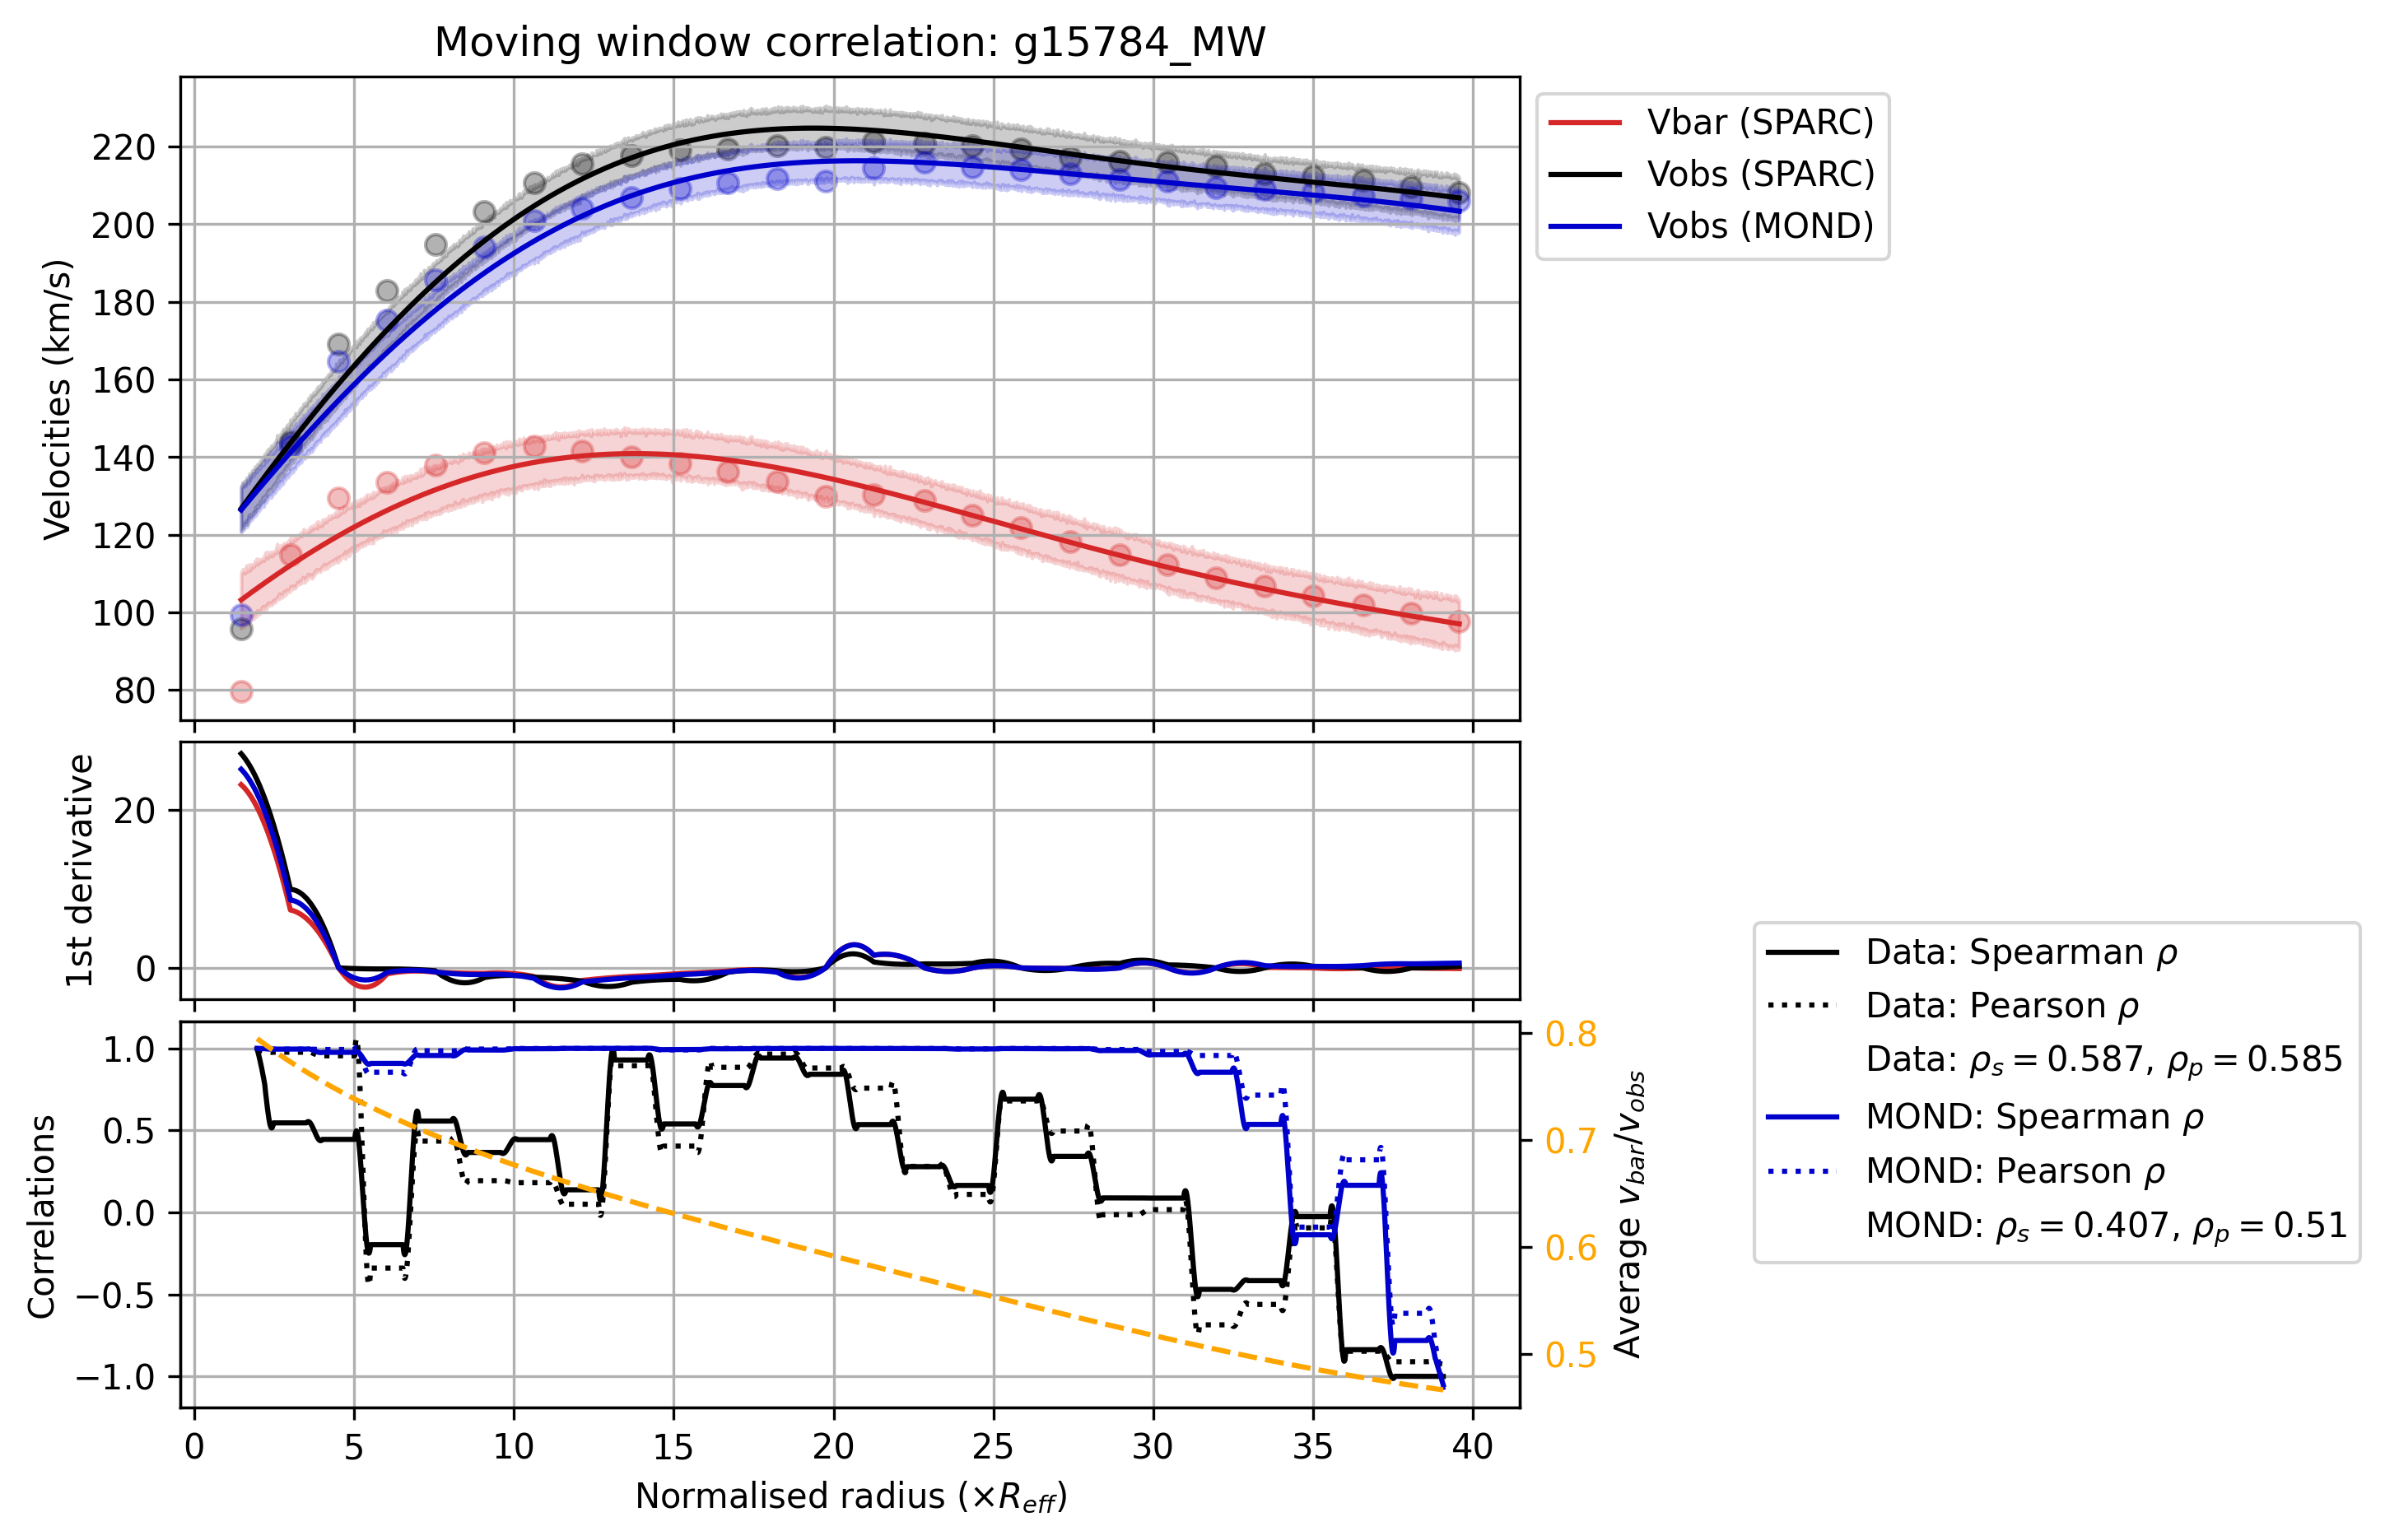 Moving window correlation: g15784_MW
Velocities (km/s)
220
200
180
160
140
120
100
80
Vbar (SPARC)
Vobs (SPARC)
Vobs (MOND)
1st derivative
20
0
Correlations
1.0
0.5
0.0
−0.5
−1.0
0.8
0.7
0.6
0.5
Average v_bar/v_obs
0 5 10 15 20 25 30 35 40
Normalised radius (×R_eff)
Data: Spearman ρ
Data: Pearson ρ
Data: ρ_s = 0.587, ρ_p = 0.585
MOND: Spearman ρ
MOND: Pearson ρ
MOND: ρ_s = 0.407, ρ_p = 0.51